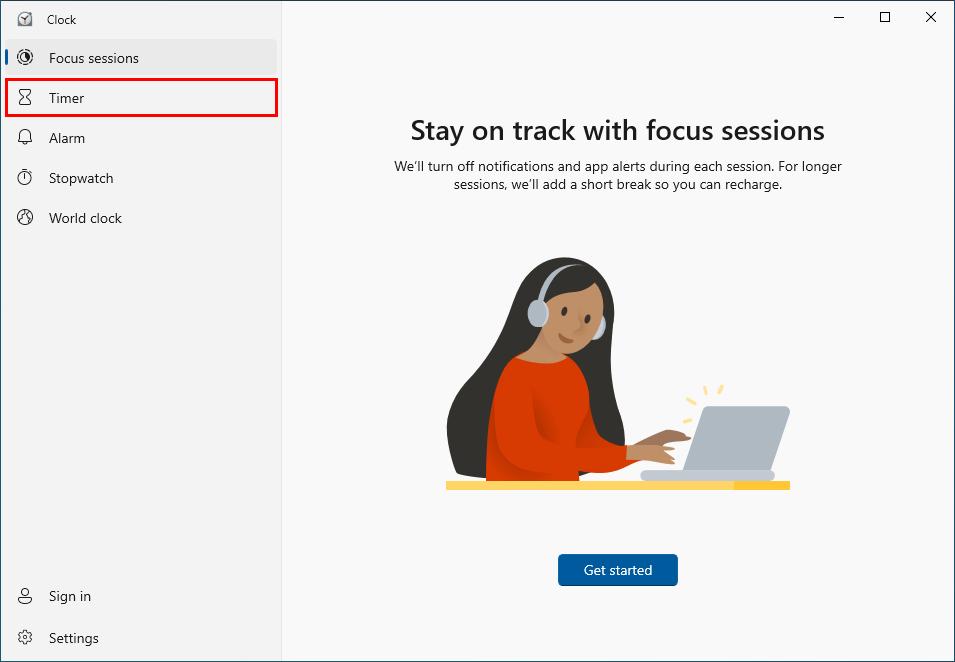 Clock
Focus sessions
Timer
Alarm
Stopwatch
World clock
Sign in
Settings
Stay on track with focus sessions
We’ll turn off notifications and app alerts during each session. For longer
sessions, we’ll add a short break so you can recharge.
Get started